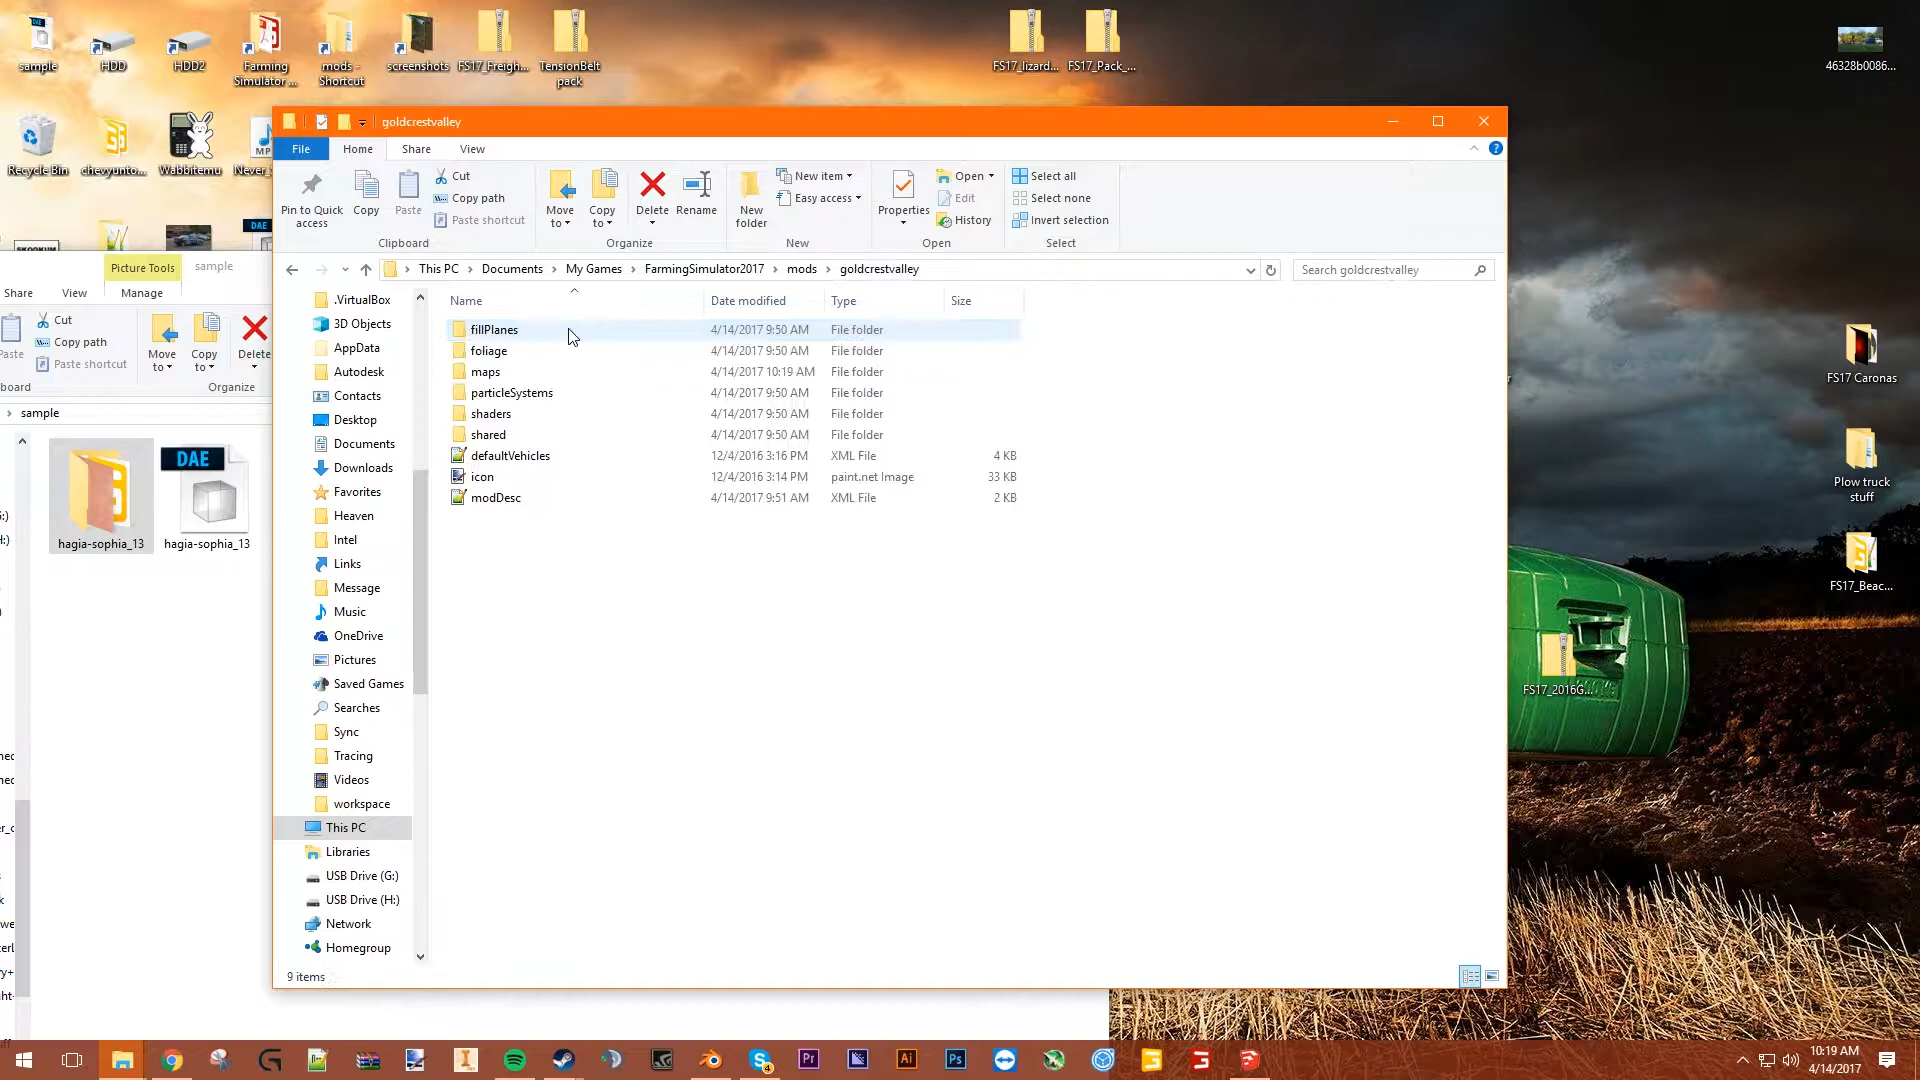 sample
HDD
HDD2
Farming
Simulator ...
mods -
Shortcut
screenshots
FS17_Freigh...
TensionBelt
pack
FS17_lizard...
FS17_Pack_...
46328b0086...
Recycle Bin
chevyunto...
Wabbitemu
goldcrestvalley
File
Home
Share
View
Pin to Quick
access
Copy
Paste
Cut
Copy path
Paste shortcut
Clipboard
Move
to
Copy
to
Delete
Rename
Organize
New
folder
New item
Easy access
New
Properties
Open
Edit
History
Open
Select all
Select none
Invert selection
Select
This PC
Documents
My Games
FarmingSimulator2017
mods
goldcrestvalley
Search goldcrestvalley
Name
Date modified
Type
Size
fillPlanes 4/14/2017 9:50 AM File folder
foliage 4/14/2017 9:50 AM File folder
maps 4/14/2017 10:19 AM File folder
particleSystems 4/14/2017 9:50 AM File folder
shaders 4/14/2017 9:50 AM File folder
shared 4/14/2017 9:50 AM File folder
defaultVehicles 12/4/2016 3:16 PM XML File 4 KB
icon 12/4/2016 3:14 PM paint.net Image 33 KB
modDesc 4/14/2017 9:51 AM XML File 2 KB
.VirtualBox
3D Objects
AppData
Autodesk
Contacts
Desktop
Documents
Downloads
Favorites
Heaven
Intel
Links
Message
Music
OneDrive
Pictures
Saved Games
Searches
Sync
Tracing
Videos
workspace
This PC
Libraries
USB Drive (G:)
USB Drive (H:)
Network
Homegroup
9 items
DAE
Picture Tools
sample
Share
View
Manage
Paste
Cut
Copy path
Paste shortcut
Move
to
Copy
to
Delete
Organize
sample
DAE
hagia-sophia_13
hagia-sophia_13
FS17 Caronas
Plow truck
stuff
FS17_Beac...
FS17_2016G...
10:19 AM
4/14/2017